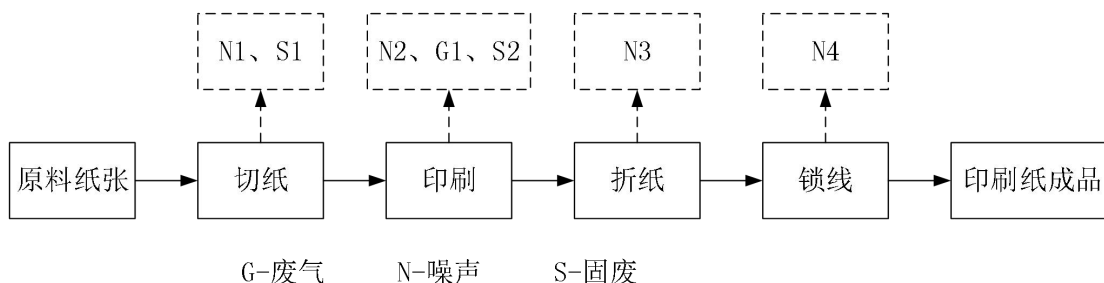 N1、S1
N2、G1、S2
N3
N4
原料纸张
切纸
印刷
折纸
锁线
印刷纸成品
G-废气
N-噪声
S-固废